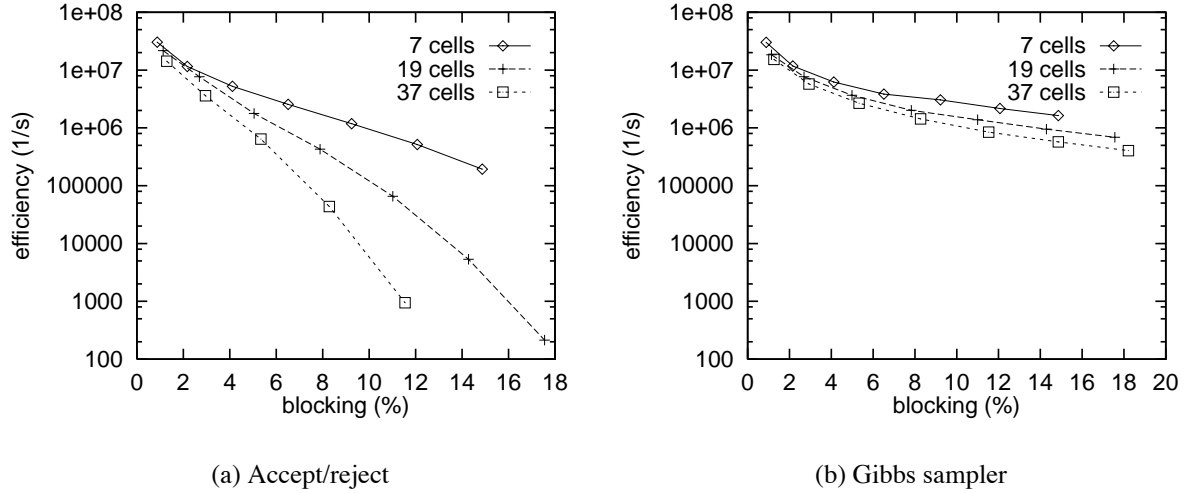 1e+08
1e+07
1e+06
100000
10000
1000
100
efficiency (1/s)
0 2 4 6 8 10 12 14 16 18
blocking (%)
7 cells
19 cells
37 cells
(a) Accept/reject
1e+08
1e+07
1e+06
100000
10000
1000
100
efficiency (1/s)
0 2 4 6 8 10 12 14 16 18 20
blocking (%)
7 cells
19 cells
37 cells
(b) Gibbs sampler